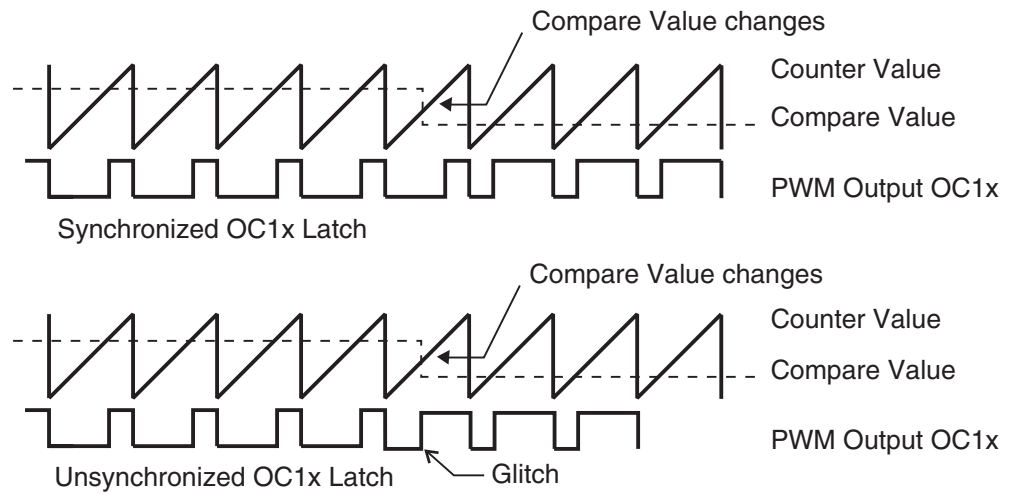 Compare Value changes
Counter Value
Compare Value
PWM Output OC1x
Synchronized OC1x Latch
Compare Value changes
Counter Value
Compare Value
PWM Output OC1x
Unsynchronized OC1x Latch
Glitch